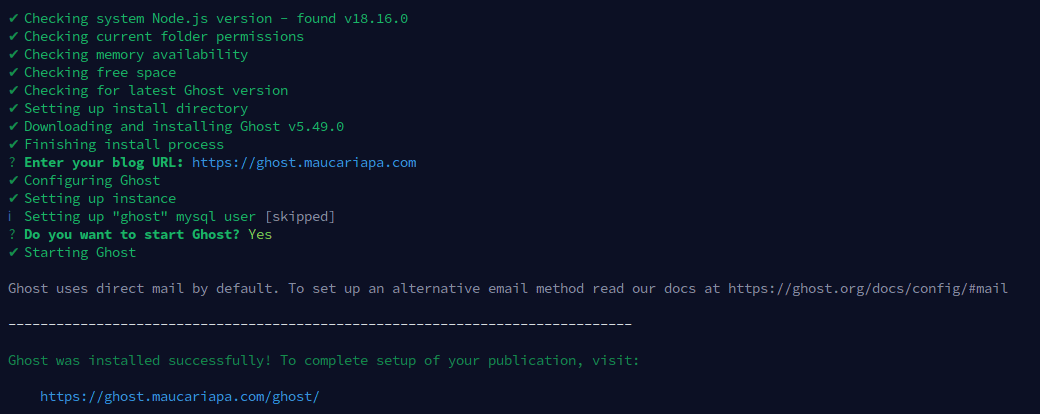 ✔ Checking system Node.js version - found v18.16.0
✔ Checking current folder permissions
✔ Checking memory availability
✔ Checking free space
✔ Checking for latest Ghost version
✔ Setting up install directory
✔ Downloading and installing Ghost v5.49.0
✔ Finishing install process
? Enter your blog URL: https://ghost.maucariapa.com
✔ Configuring Ghost
✔ Setting up instance
i Setting up "ghost" mysql user [skipped]
? Do you want to start Ghost? Yes
✔ Starting Ghost
Ghost uses direct mail by default. To set up an alternative email method read our docs at https://ghost.org/docs/config/#mail
------------------------------------------------------------------------------
Ghost was installed successfully! To complete setup of your publication, visit:
https://ghost.maucariapa.com/ghost/